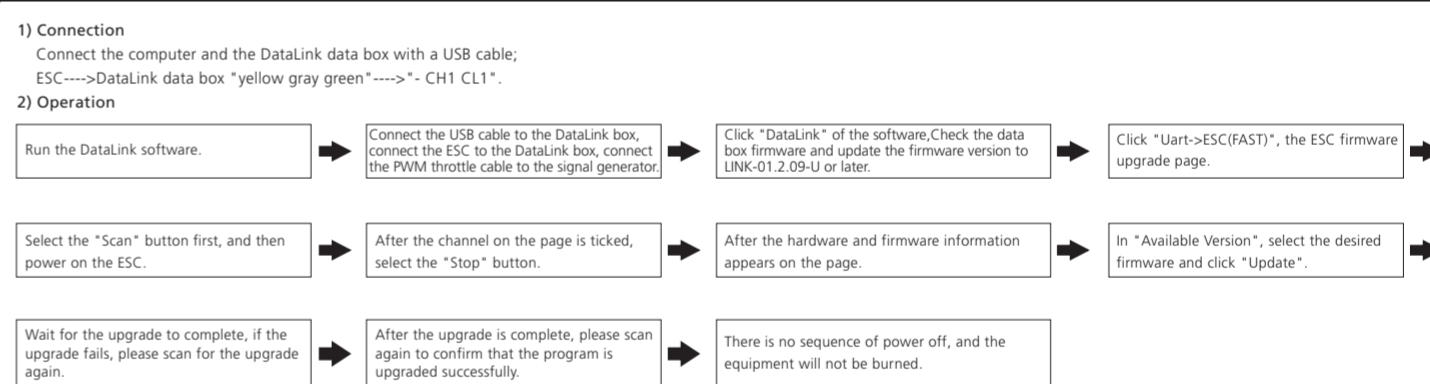 1) Connection
Connect the computer and the DataLink data box with a USB cable;
ESC---->DataLink data box "yellow gray green"---->"- CH1 CL1".
2) Operation
Run the DataLink software.
Connect the USB cable to the DataLink box,
connect the ESC to the DataLink box, connect
the PWM throttle cable to the signal generator.
Click "DataLink" of the software,Check the data
box firmware and update the firmware version to
LINK-01.2.09-U or later.
Click "Uart->ESC(FAST)", the ESC firmware
upgrade page.
Select the "Scan" button first, and then
power on the ESC.
After the channel on the page is ticked,
select the "Stop" button.
After the hardware and firmware information
appears on the page.
In "Available Version", select the desired
firmware and click "Update".
Wait for the upgrade to complete, if the
upgrade fails, please scan for the upgrade
again.
After the upgrade is complete, please scan
again to confirm that the program is
upgraded successfully.
There is no sequence of power off, and the
equipment will not be burned.